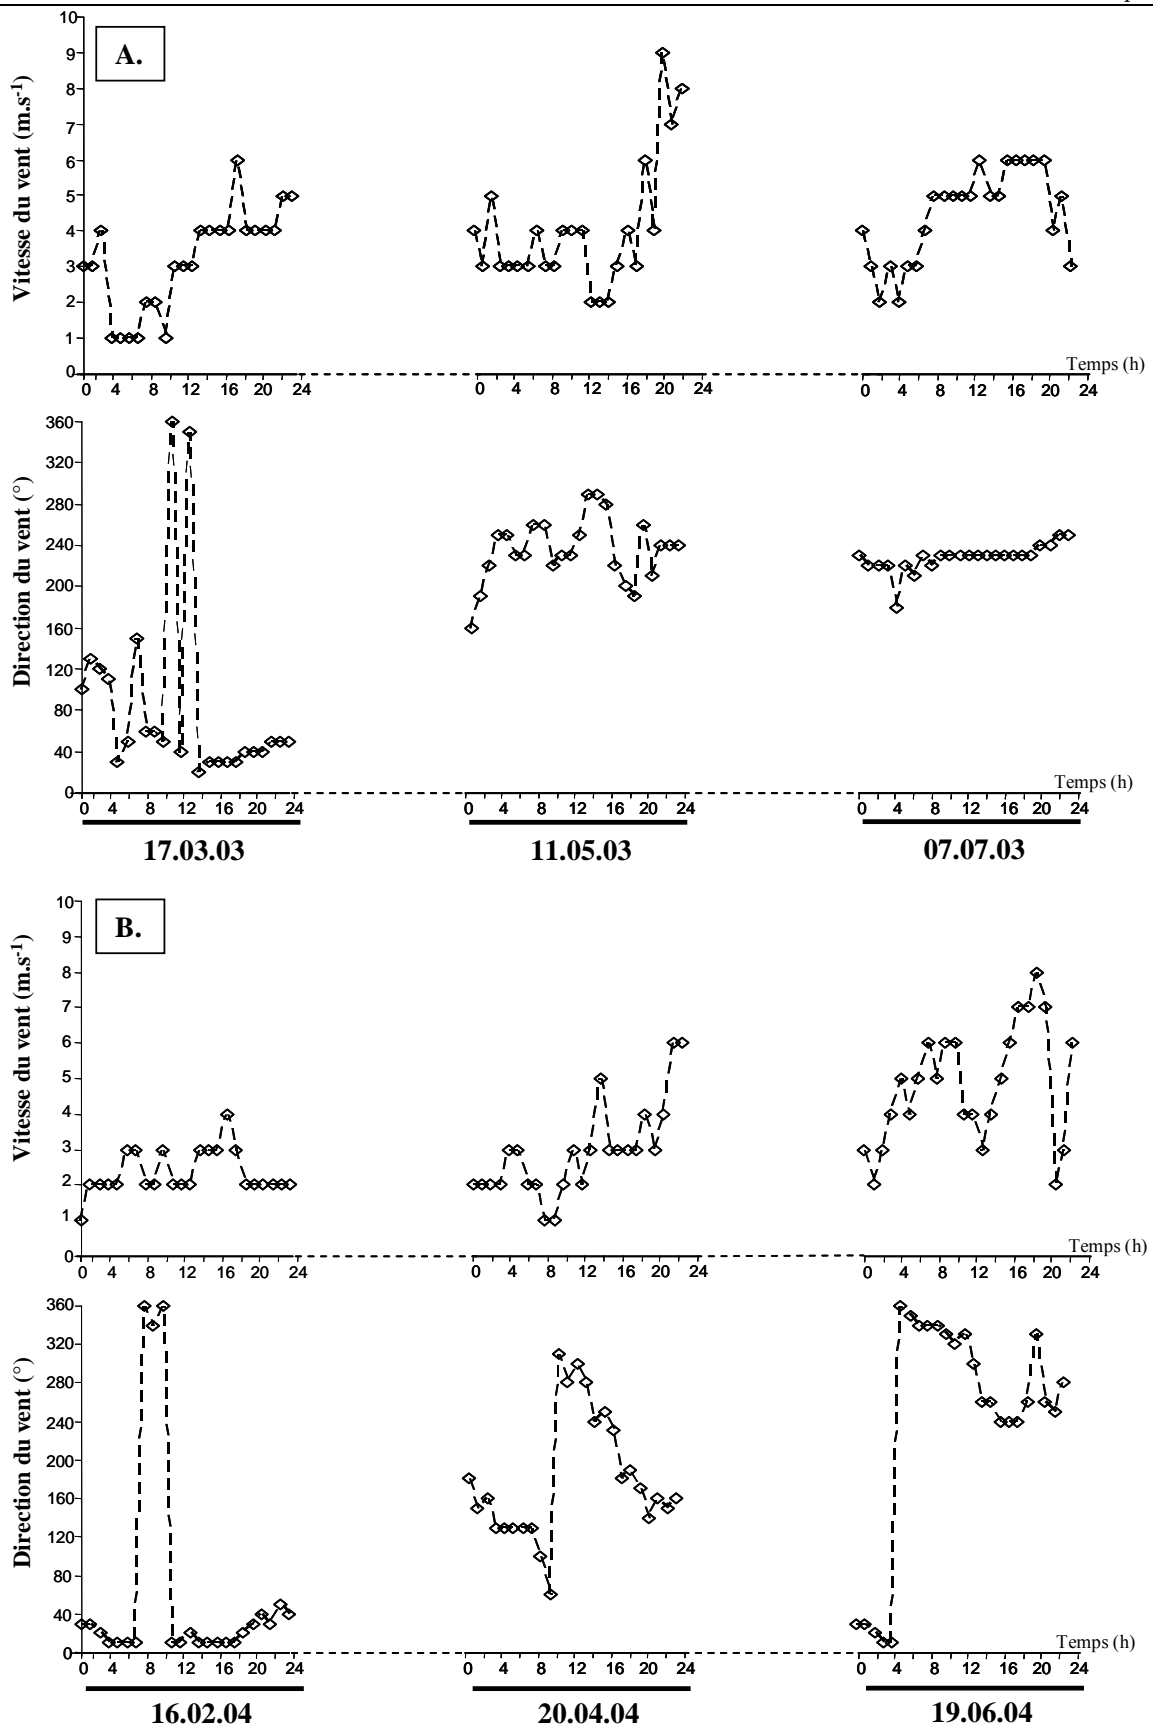 A.
Vitesse du vent (m.s-1)
10
9
8
7
6
5
4
3
2
1
0
Temps (h)
0 4 8 12 16 20 24
0 4 8 12 16 20 24
0 4 8 12 16 20 24
Direction du vent (°)
360
320
280
240
200
160
120
80
40
0
Temps (h)
0 4 8 12 16 20 24
0 4 8 12 16 20 24
0 4 8 12 16 20 24
17.03.03 11.05.03 07.07.03
B.
Vitesse du vent (m.s-1)
10
9
8
7
6
5
4
3
2
1
0
Temps (h)
0 4 8 12 16 20 24
0 4 8 12 16 20 24
0 4 8 12 16 20 24
Direction du vent (°)
360
320
280
240
200
160
120
80
40
0
Temps (h)
0 4 8 12 16 20 24
0 4 8 12 16 20 24
0 4 8 12 16 20 24
16.02.04 20.04.04 19.06.04